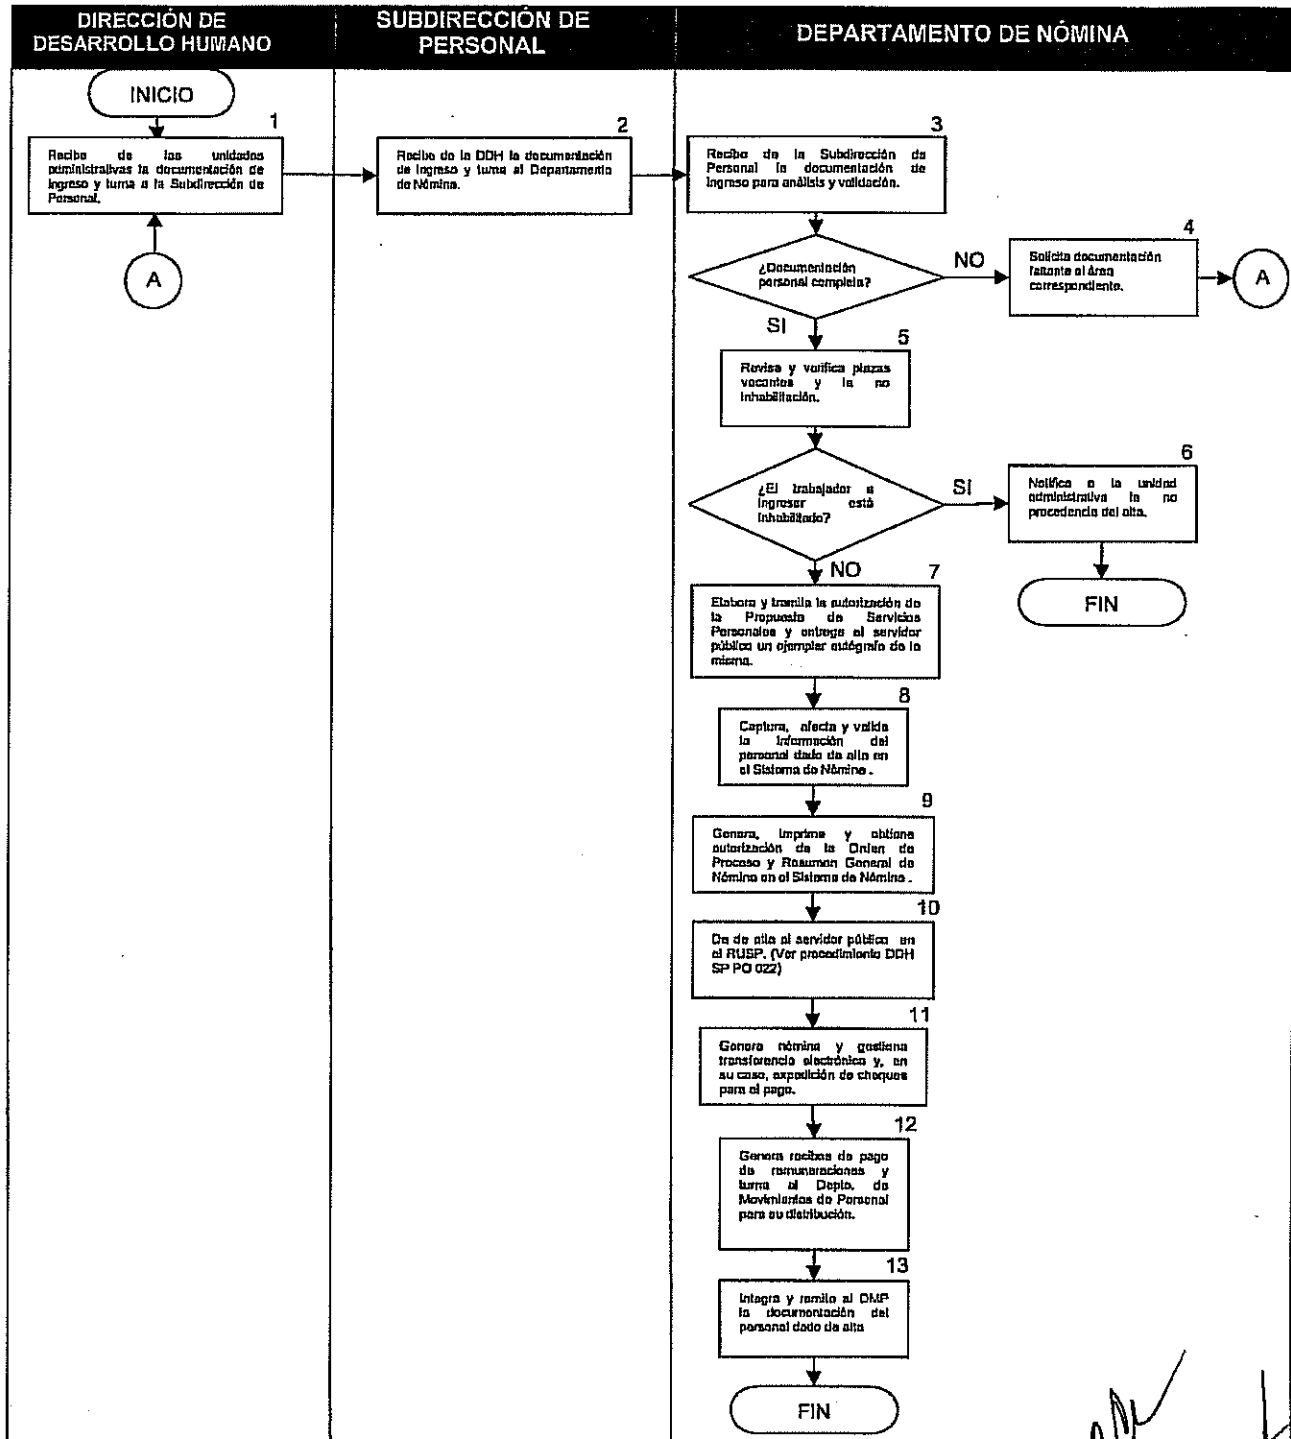 DIRECCIÓN DE
DESARROLLO HUMANO
SUBDIRECCIÓN DE
PERSONAL
DEPARTAMENTO DE NÓMINA
INICIO
1
Recibe de las unidades
administrativas la documentación de
ingreso y turna a la Subdirección de
Personal.
A
2
Recibe de la DDH la documentación
de ingreso y turna al Departamento
de Nómina.
3
Recibe de la Subdirección de
Personal la documentación de
ingreso para análisis y validación.
¿Documentación
personal completa?
NO
4
Solicita documentación
faltante al área
correspondiente.
A
SI
5
Revisa y verifica plazas
vacantes y la no
inhabilitación.
¿El trabajador a
ingresar está
inhabilitado?
SI
6
Notifica a la unidad
administrativa la no
procedencia del alta.
FIN
NO
7
Elabora y tramita la autorización de
la Propuesta de Servicios
Personales y entrega al servidor
público un ejemplar autógrafo de la
misma.
8
Captura, afecta y valida
la información del
personal dado de alta en
el Sistema de Nómina .
9
Genera, imprime y obtiene
autorización de la Orden de
Proceso y Resumen General de
Nómina en el Sistema de Nómina .
10
Da de alta al servidor público en
el RUSP. (Ver procedimiento DDH
SP PO 022)
11
Genera nómina y gestiona
transferencia electrónica y, en
su caso, expedición de cheques
para el pago.
12
Genera recibos de pago
de remuneraciones y
turna al Depto. de
Movimientos de Personal
para su distribución.
13
Integra y remite al DMP
la documentación del
personal dado de alta
FIN